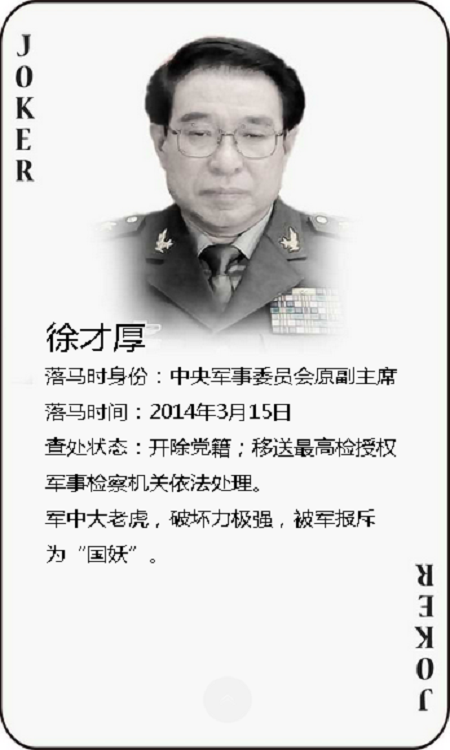 JOKER
徐才厚
落马时身份：中央军事委员会原副主席
落马时间：2014年3月15日
查处状态：开除党籍；移送最高检授权
军事检察机关依法处理。
军中大老虎，破坏力极强，被军报斥
为“国妖”。
JOKER